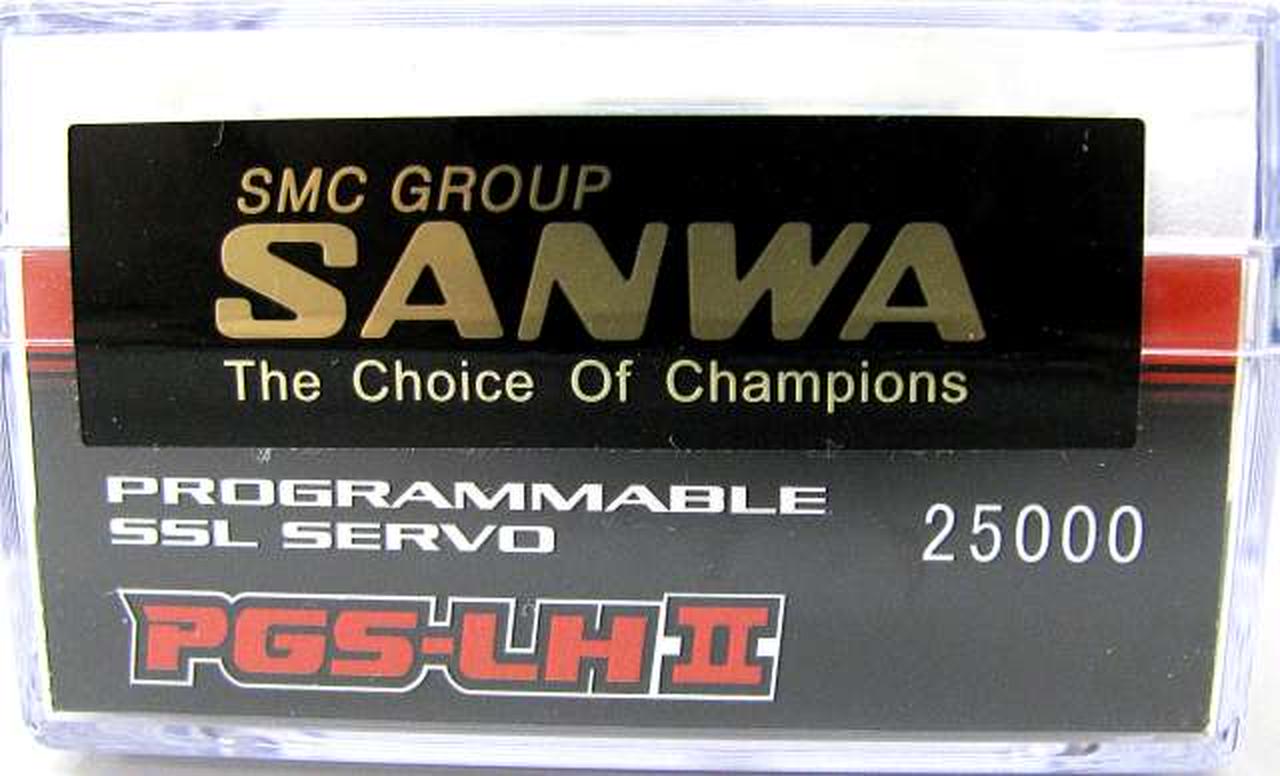 SMC GROUP
SANWA
The Choice Of Champions
PROGRAMMABLE
SSL SERVO
25000
PGS-LH II